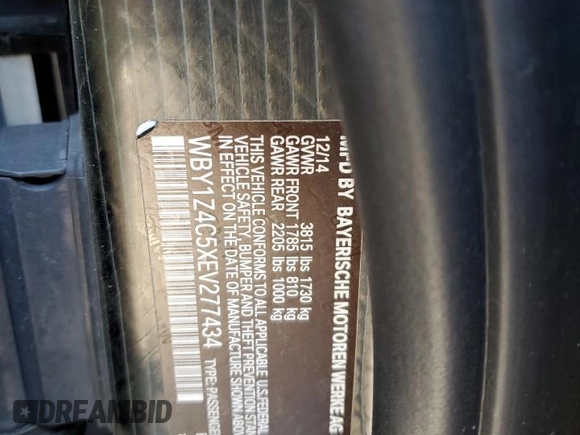 MFD BY BAYERISCHE MOTOREN WERKE AG
12/14
GVWR 3815 lbs 1730 kg
GAWR FRONT 1785 lbs 810 kg
GAWR REAR 2205 lbs 1000 kg
THIS VEHICLE CONFORMS TO ALL APPLICABLE U.S. FEDERAL
VEHICLE SAFETY, BUMPER AND THEFT PREVENTION STAN
IN EFFECT ON THE DATE OF MANUFACTURE SHOWN
WBY1Z4C5XEV277434 TYPE: PASSENGE
DREAMBID